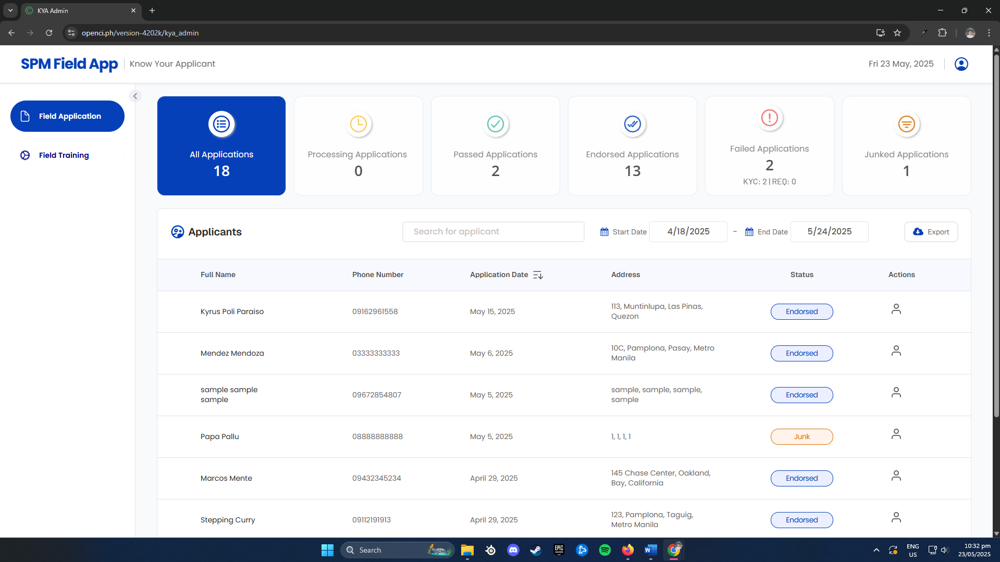 KYA Admin
openci.ph/version-4202k/kya_admin
SPM Field App
Know Your Applicant
Fri 23 May, 2025
Field Application
Field Training
All Applications
18
Processing Applications
0
Passed Applications
2
Endorsed Applications
13
Failed Applications
2
KYC: 2 | REQ: 0
Junked Applications
1
Applicants
Search for applicant
Start Date
4/18/2025
-
End Date
5/24/2025
Export
Full Name Phone Number Application Date Address Status Actions
Kyrus Poli Paraiso 09162961558 May 15, 2025 113, Muntinlupa, Las Pinas,
Quezon
Endorsed
Mendez Mendoza 03333333333 May 6, 2025 10C, Pamplona, Pasay, Metro
Manila
Endorsed
sample sample
sample
09672854807 May 5, 2025 sample, sample, sample,
sample
Endorsed
Papa Pallu 08888888888 May 5, 2025 1, 1, 1, 1 Junk
Marcos Mente 09432345234 April 29, 2025 145 Chase Center, Oakland,
Bay, California
Endorsed
Stepping Curry 09112191913 April 29, 2025 123, Pamplona, Taguig,
Metro Manila
Endorsed
Search
EPIC
GAMES
W
ENG
US
10:32 pm
23/05/2025